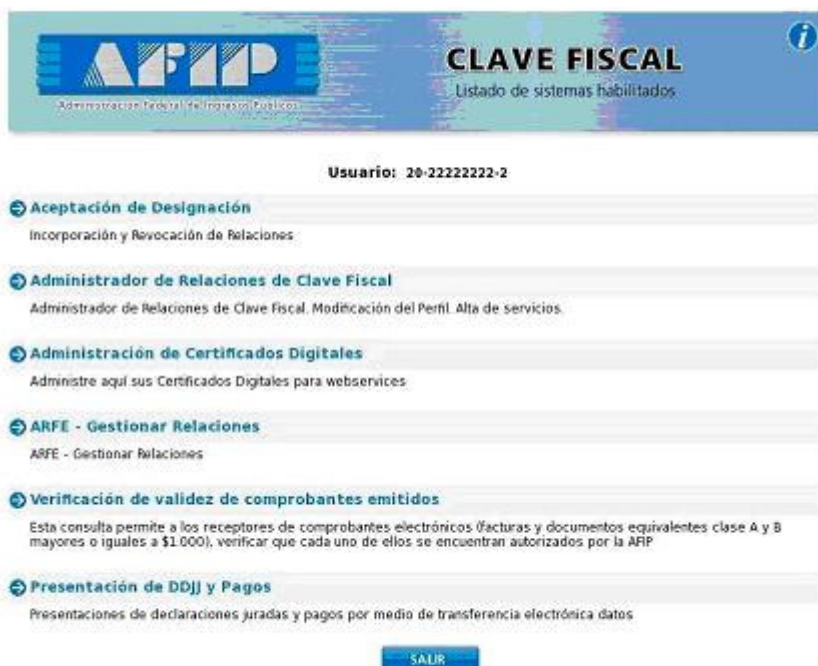 AFIP
Administración Federal de Ingresos Públicos
CLAVE FISCAL
Listado de sistemas habilitados
i
Usuario: 20-22222222-2
Aceptación de Designación
Incorporación y Revocación de Relaciones
Administrador de Relaciones de Clave Fiscal
Administrador de Relaciones de Clave Fiscal. Modificación del Perfil. Alta de servicios.
Administración de Certificados Digitales
Administre aquí sus Certificados Digitales para webservices
ARFE - Gestionar Relaciones
ARFE - Gestionar Relaciones
Verificación de validez de comprobantes emitidos
Esta consulta permite a los receptores de comprobantes electrónicos (facturas y documentos equivalentes clase A y B
mayores o iguales a $1.000), verificar que cada uno de ellos se encuentran autorizados por la AFIP
Presentación de DDJJ y Pagos
Presentaciones de declaraciones juradas y pagos por medio de transferencia electrónica datos
SALIR